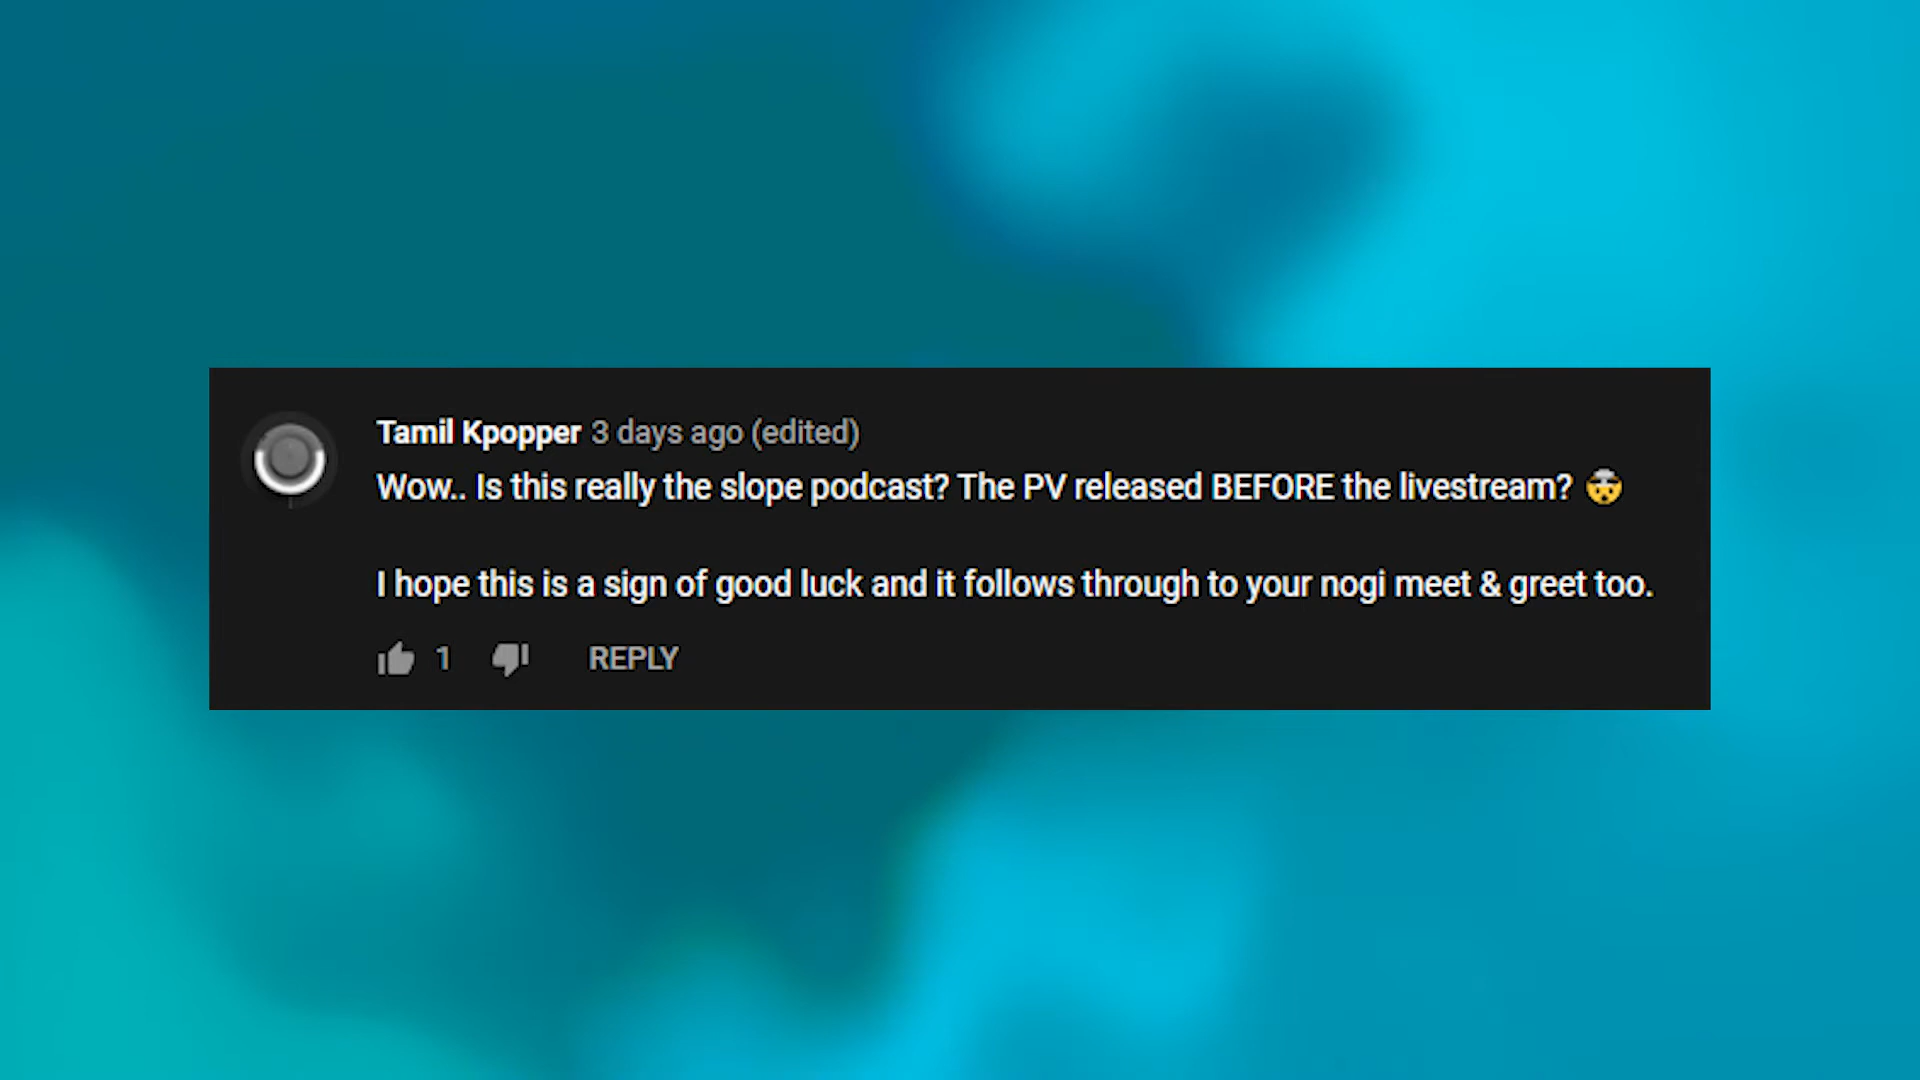 Tamil Kpopper 3 days ago (edited)
Wow.. Is this really the slope podcast? The PV released BEFORE the livestream? 🤯
I hope this is a sign of good luck and it follows through to your nogi meet & greet too.
1 REPLY